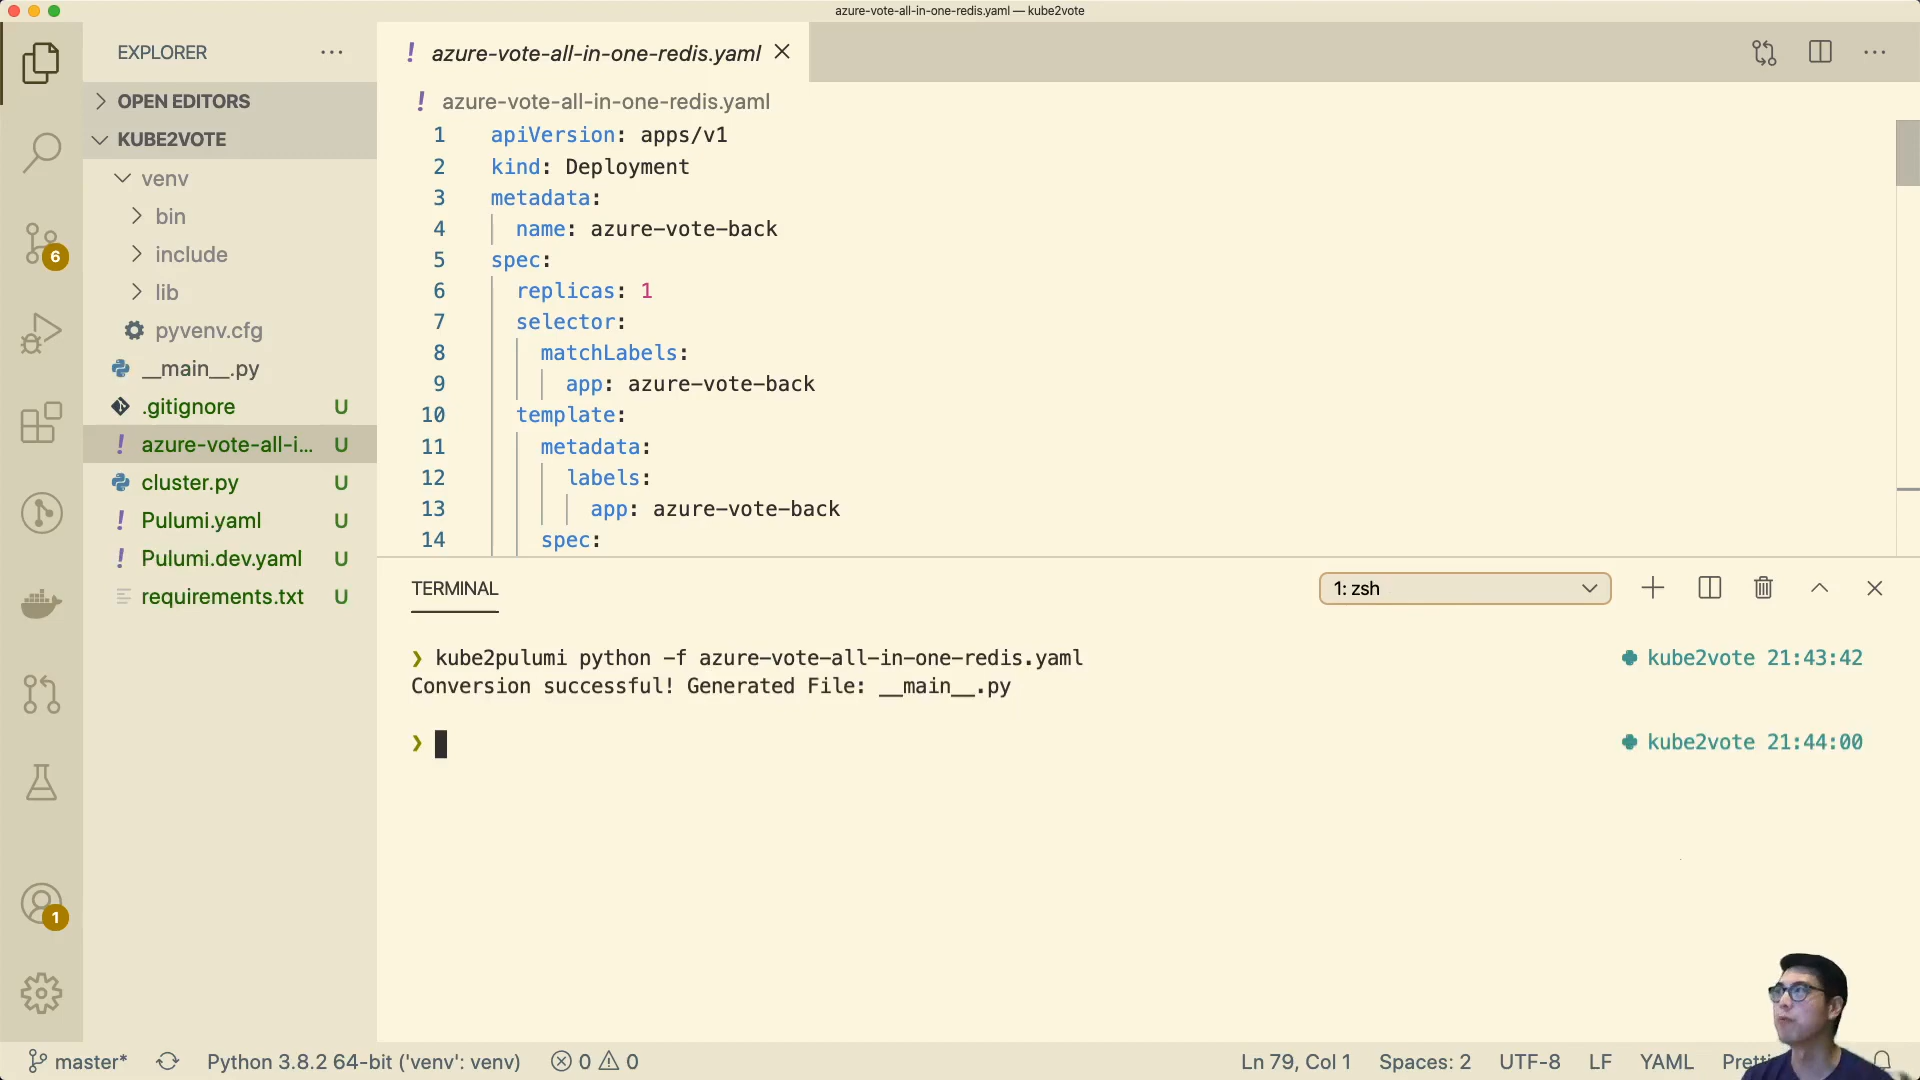 azure-vote-all-in-one-redis.yaml — kube2vote
EXPLORER
OPEN EDITORS
KUBE2VOTE
venv
bin
include
lib
pyvenv.cfg
__main__.py
.gitignore U
azure-vote-all-i... U
cluster.py U
Pulumi.yaml U
Pulumi.dev.yaml U
requirements.txt U
6
1
! azure-vote-all-in-one-redis.yaml
! azure-vote-all-in-one-redis.yaml
1 apiVersion: apps/v1
2 kind: Deployment
3 metadata:
4 name: azure-vote-back
5 spec:
6 replicas: 1
7 selector:
8 matchLabels:
9 app: azure-vote-back
10 template:
11 metadata:
12 labels:
13 app: azure-vote-back
14 spec:
TERMINAL
1: zsh
❯ kube2pulumi python -f azure-vote-all-in-one-redis.yaml kube2vote 21:43:42
Conversion successful! Generated File: __main__.py
❯ kube2vote 21:44:00
master* Python 3.8.2 64-bit ('venv': venv) 0 0 Ln 79, Col 1 Spaces: 2 UTF-8 LF YAML